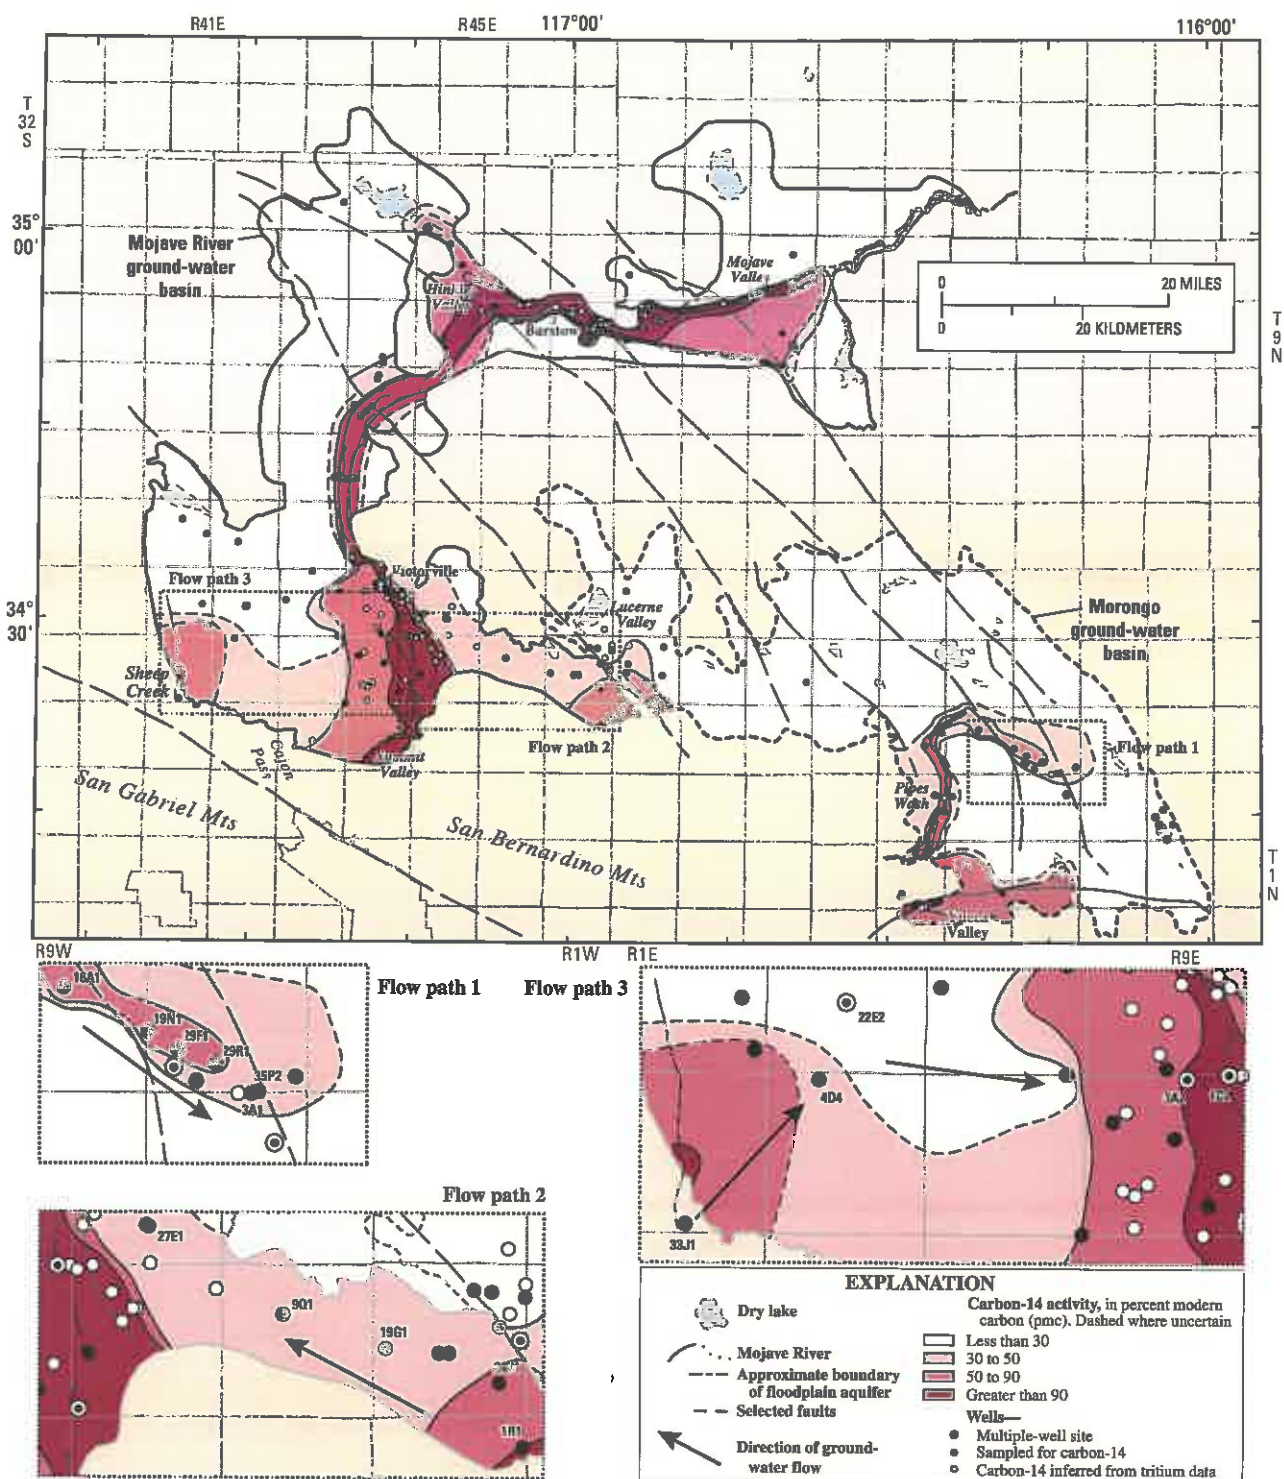 R41E
R45E
117°00'
116°00'
T
32
S
35°
00'
Mojave River
ground-water
basin
Mojave
Valle
Barstow
0
20 MILES
0
20 KILOMETERS
T
9
N
Flow path 3
Victorville
34°
30'
Lucerne
Valley
Morongo
ground-water
basin
Sheep
Creek
Flow path 2
Flow path 1
Cajon
Pass
Valley
Pipes
Wash
San Gabriel Mts
San Bernardino Mts
T
1
N
Valley
R9W
R1W
R1E
R9E
Flow path 1
16A1
19N1
29F1
29R1
35P2
3A1
Flow path 3
22E2
4D4
33J1
Flow path 2
27E1
9Q1
19G1
EXPLANATION
Dry lake
Mojave River
Approximate boundary
of floodplain aquifer
Selected faults
Direction of ground-
water flow
Carbon-14 activity, in percent modern
carbon (pmc). Dashed where uncertain
Less than 30
30 to 50
50 to 90
Greater than 90
Wells—
Multiple-well site
Sampled for carbon-14
Carbon-14 inferred from tritium data